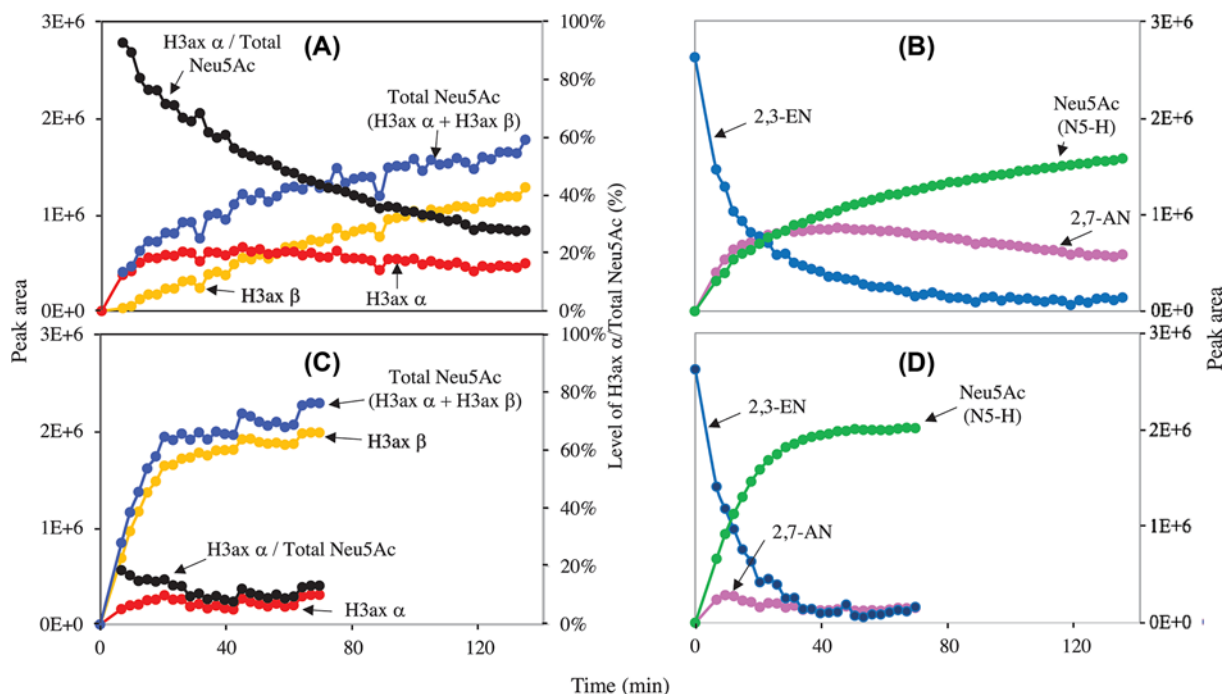 3E+6
2E+6
1E+6
0E+0
100%
80%
60%
40%
20%
0%
(A)
H3ax α / Total
Neu5Ac
Total Neu5Ac
(H3ax α + H3ax β)
H3ax β
H3ax α
(B)
2,3-EN
Neu5Ac
(N5-H)
2,7-AN
3E+6
2E+6
1E+6
0E+0
Peak area
Level of H3ax α/Total Neu5Ac (%)
Peak area
3E+6
2E+6
1E+6
0E+0
0
40
80
120
100%
80%
60%
40%
20%
0%
(C)
Total Neu5Ac
(H3ax α + H3ax β)
H3ax β
H3ax α / Total Neu5Ac
H3ax α
(D)
2,3-EN
Neu5Ac
(N5-H)
2,7-AN
3E+6
2E+6
1E+6
0E+0
0
40
80
120
Time (min)